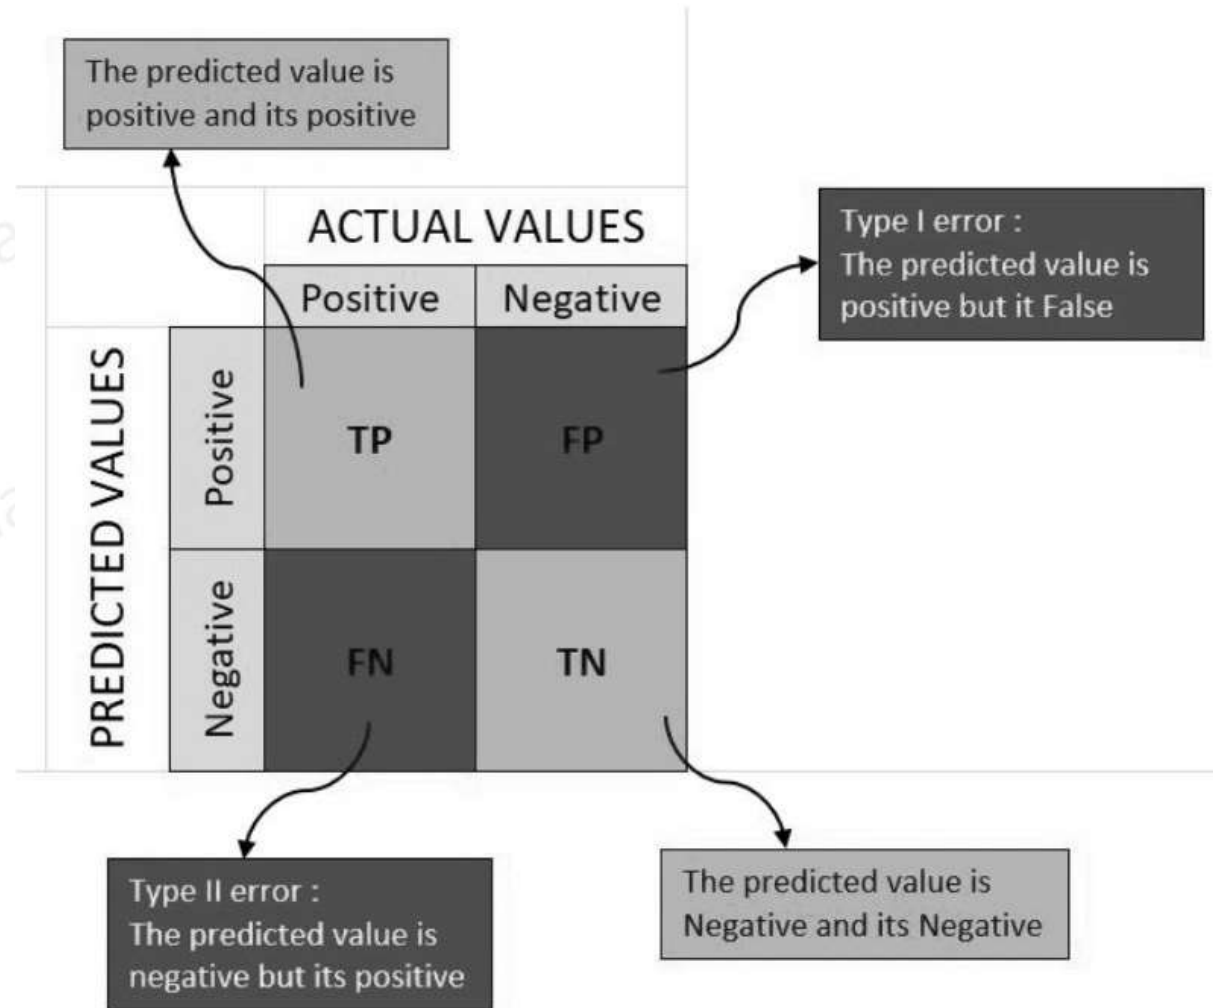 The predicted value is
positive and its positive
ACTUAL VALUES
Positive
Negative
Type I error :
The predicted value is
positive but it False
PREDICTED VALUES
Positive
TP
FP
Negative
FN
TN
Type II error :
The predicted value is
negative but its positive
The predicted value is
Negative and its Negative